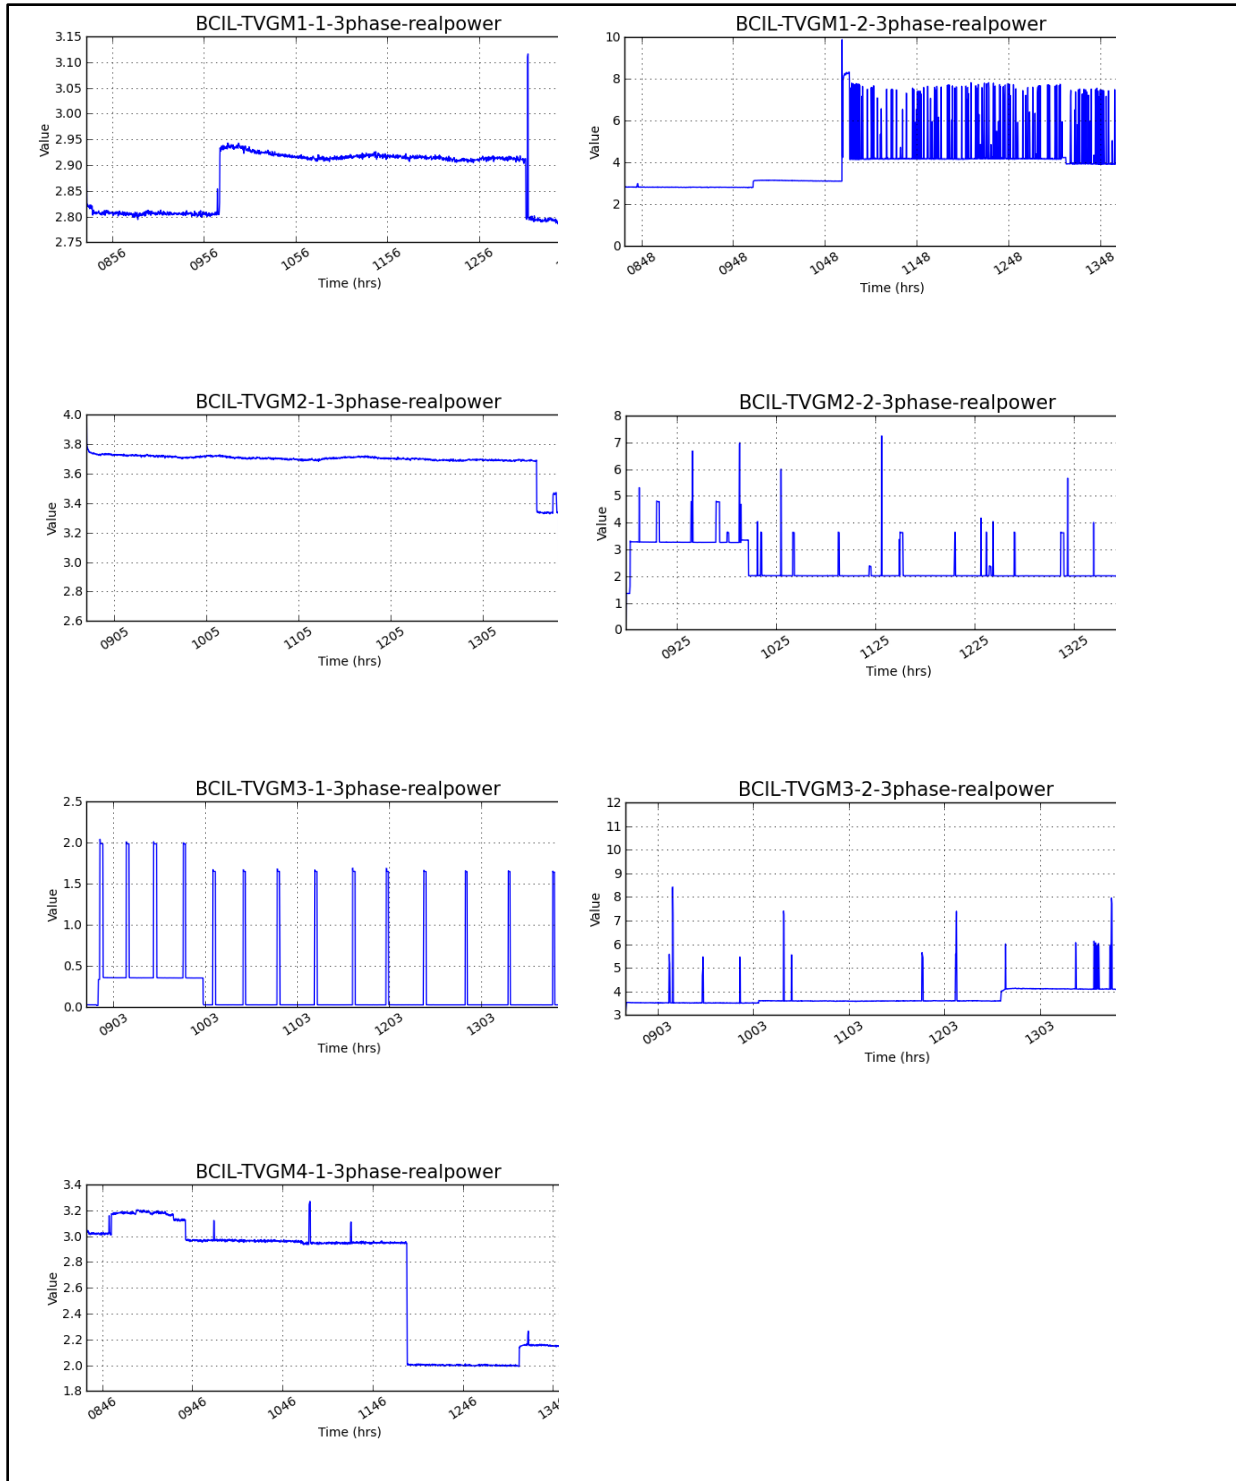 BCIL-TVGM1-1-3phase-realpower
3.15
3.10
3.05
3.00
2.95
2.90
2.85
2.80
2.75
Value
0856 0956 1056 1156 1256
Time (hrs)
BCIL-TVGM1-2-3phase-realpower
10
8
6
4
2
0
Value
0848 0948 1048 1148 1248 1348
Time (hrs)
BCIL-TVGM2-1-3phase-realpower
4.0
3.8
3.6
3.4
3.2
3.0
2.8
2.6
Value
0905 1005 1105 1205 1305
Time (hrs)
BCIL-TVGM2-2-3phase-realpower
8
7
6
5
4
3
2
1
0
Value
0925 1025 1125 1225 1325
Time (hrs)
BCIL-TVGM3-1-3phase-realpower
2.5
2.0
1.5
1.0
0.5
0.0
Value
0903 1003 1103 1203 1303
Time (hrs)
BCIL-TVGM3-2-3phase-realpower
12
11
10
9
8
7
6
5
4
3
Value
0903 1003 1103 1203 1303
Time (hrs)
BCIL-TVGM4-1-3phase-realpower
3.4
3.2
3.0
2.8
2.6
2.4
2.2
2.0
1.8
Value
0846 0946 1046 1146 1246
Time (hrs)